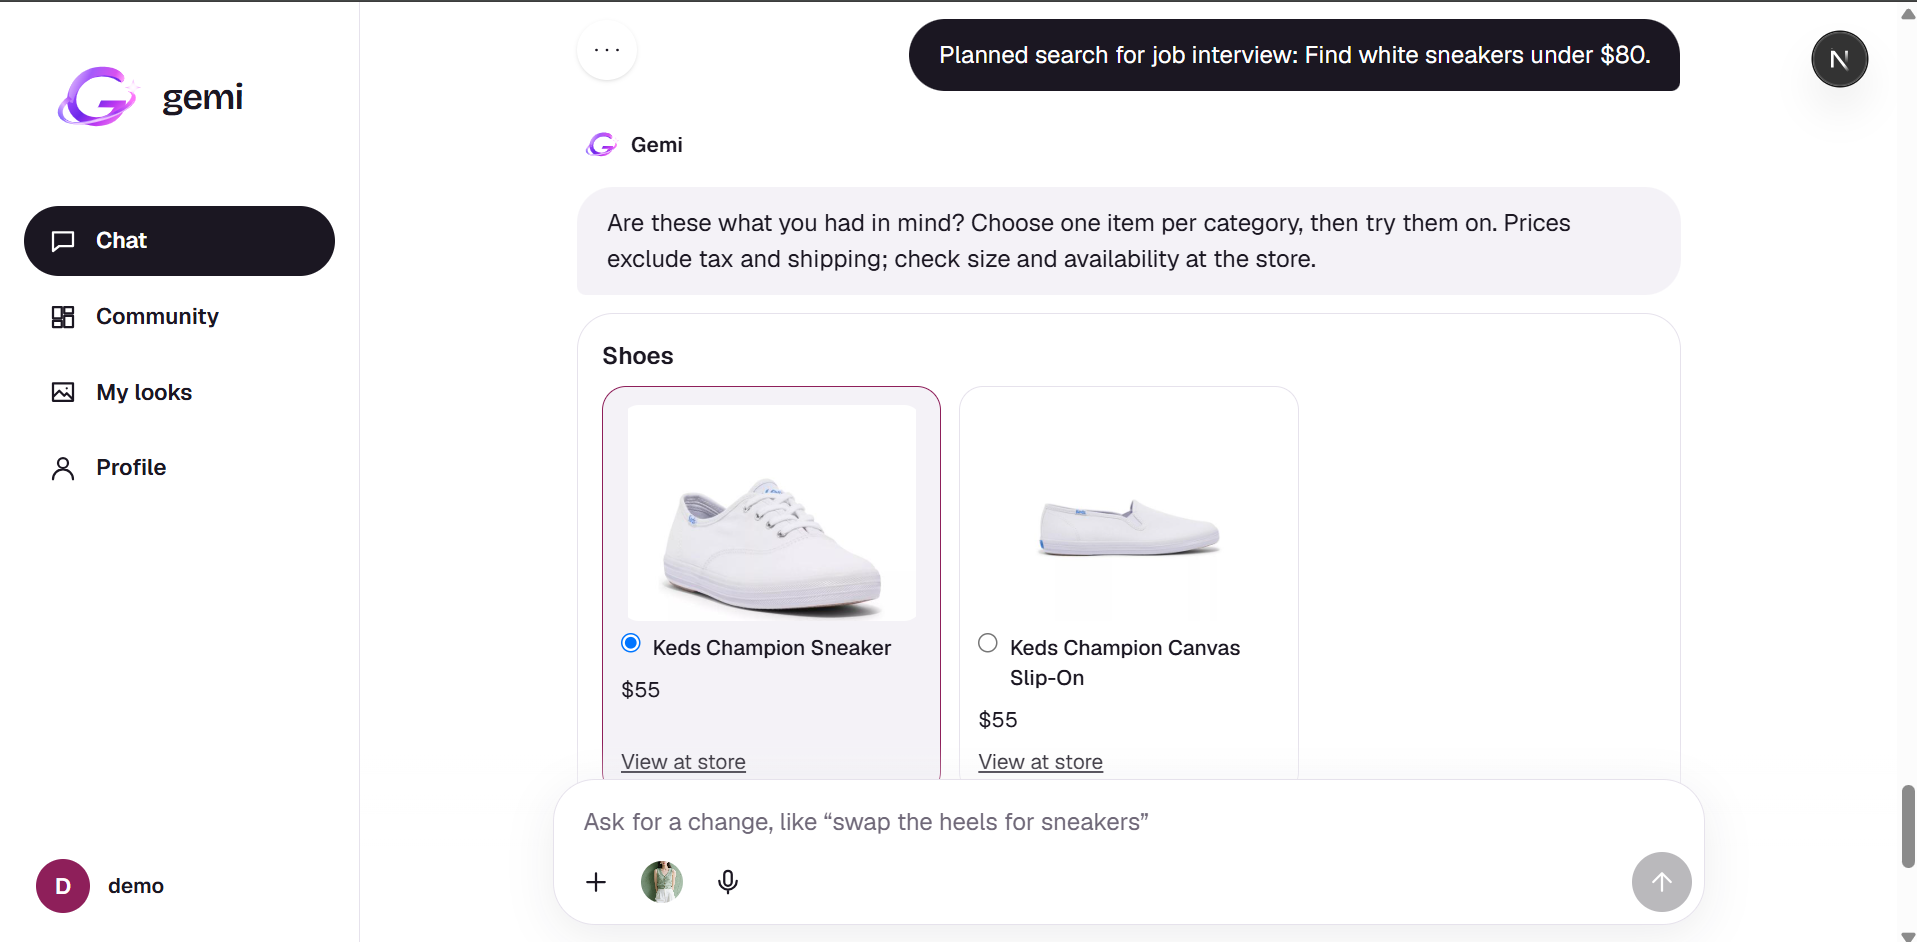 gemi
Chat
Community
My looks
Profile
D demo
...
Planned search for job interview: Find white sneakers under $80.
N
Gemi
Are these what you had in mind? Choose one item per category, then try them on. Prices
exclude tax and shipping; check size and availability at the store.
Shoes
Keds Champion Sneaker
$55
View at store
Keds Champion Canvas
Slip-On
$55
View at store
Ask for a change, like “swap the heels for sneakers”